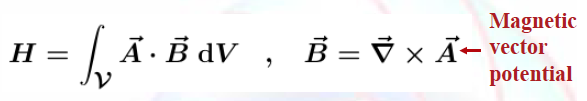 H = ∫_𝒱 A⃗ · B⃗ dV , B⃗ = ∇⃗ × A⃗
Magnetic
vector
potential